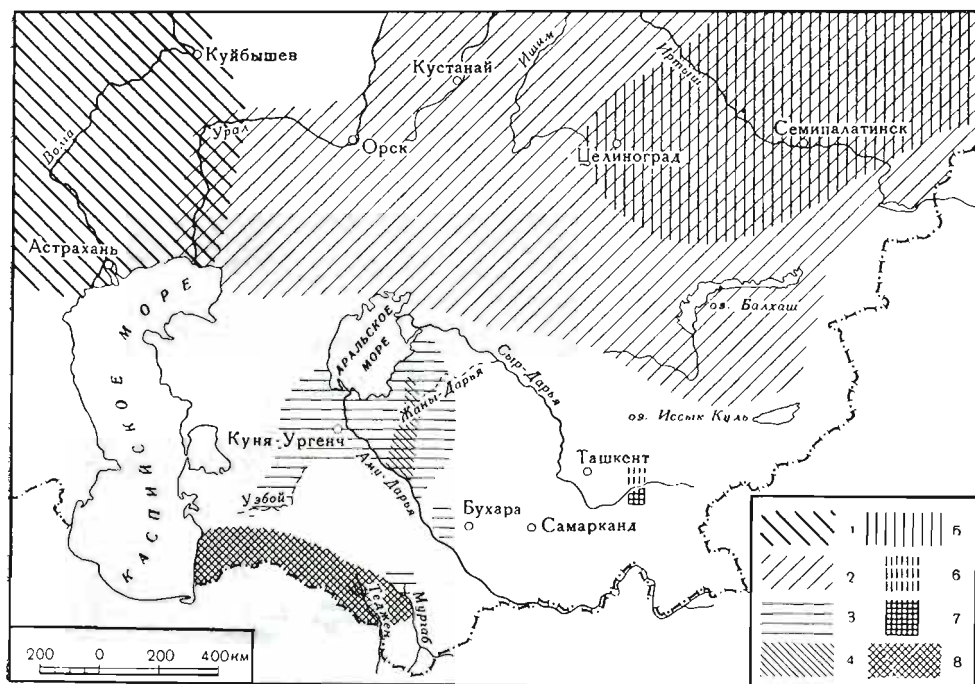 Куйбышев
Кустанай
Ишим
Иртыш
Волга
Урал
Орск
Целиноград
Семипалатинск
Астрахань
КАСПИЙСКОЕ МОРЕ
АРАЛЬСКОЕ МОРЕ
оз. Балхаш
Сыр-Дарья
Жаны-Дарья
оз. Иссык Куль
Куня-Ургенч
Аму-Дарья
Ташкент
Узбой
Бухара
Самарканд
Теджен
Мургаб
200 0 200 400 км
1 5
2 6
3 7
4 8